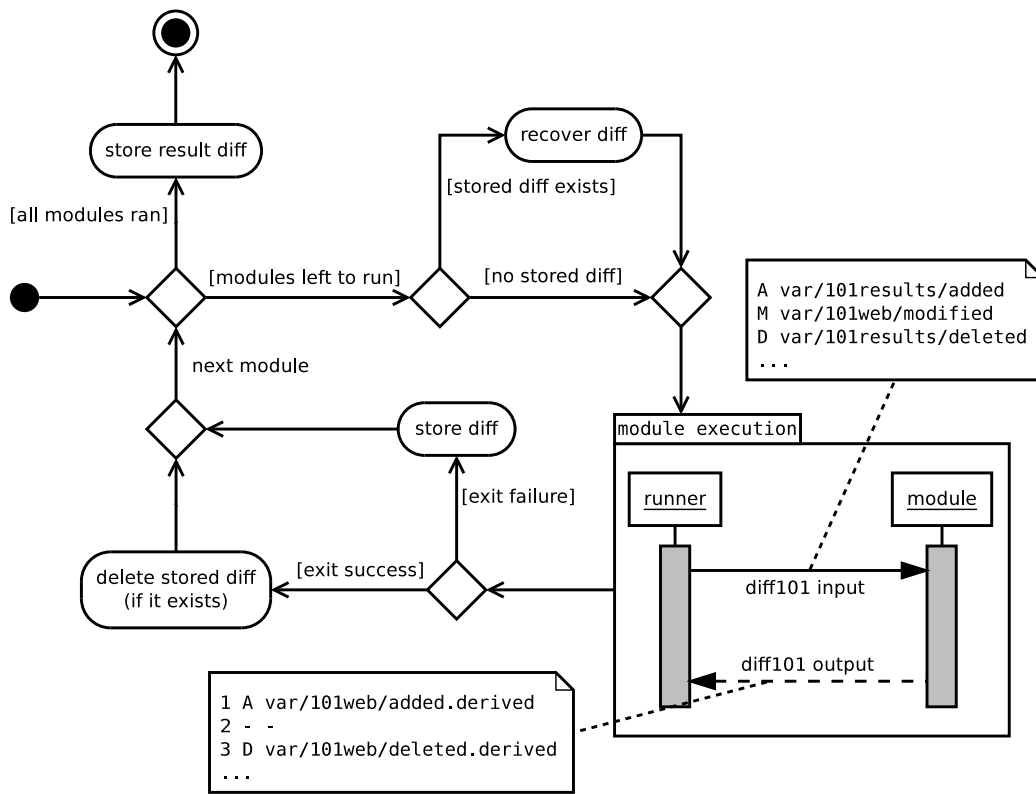 store result diff
recover diff
[stored diff exists]
[all modules ran]
[modules left to run]
[no stored diff]
A var/101results/added
M var/101web/modified
D var/101results/deleted
...
next module
store diff
module execution
[exit failure]
runner
module
[exit success]
delete stored diff
(if it exists)
diff101 input
diff101 output
1 A var/101web/added.derived
2 - -
3 D var/101web/deleted.derived
...